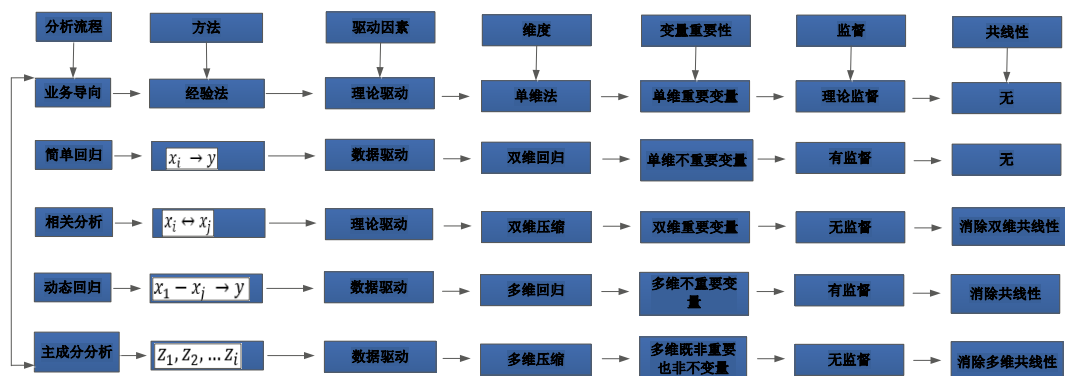 分析流程 方法 驱动因素 维度 变量重要性 监督 共线性
业务导向 经验法 理论驱动 单维法 单维重要变量 理论监督 无
简单回归 x_i → y 数据驱动 双维回归 单维不重要变量 有监督 无
相关分析 x_i ↔ x_j 理论驱动 双维压缩 双维重要变量 无监督 消除双维共线性
动态回归 x_1 − x_j → y 数据驱动 多维回归 多维不重要变
量 有监督 消除共线性
主成分分析 Z_1, Z_2, … Z_i 数据驱动 多维压缩 多维既非重要
也非不变量 无监督 消除多维共线性